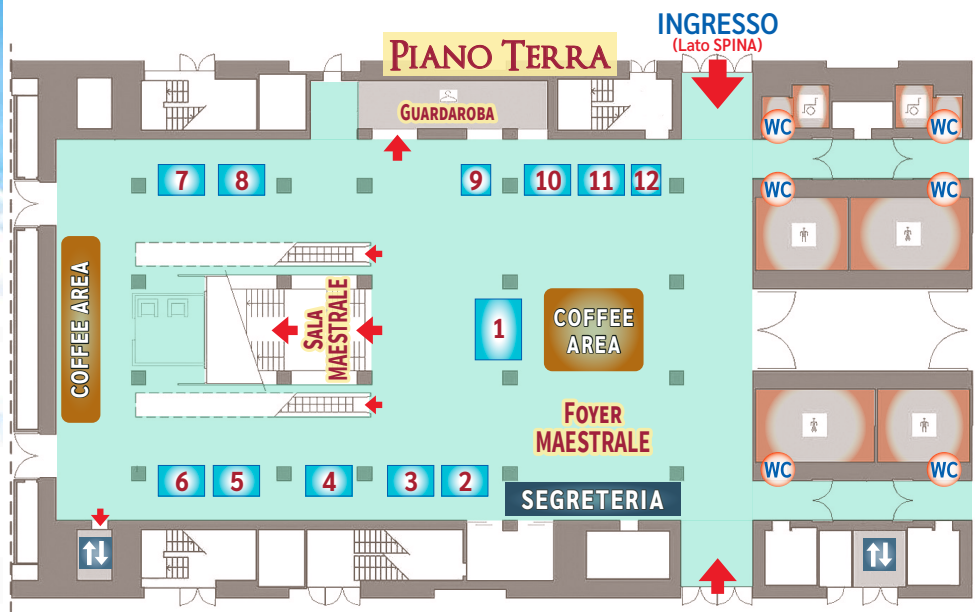 INGRESSO
(Lato SPINA)
PIANO TERRA
GUARDAROBA
WC
WC
7
8
9
10
11
12
WC
WC
COFFEE AREA
SALA
MAESTRALE
1
COFFEE
AREA
FOYER
MAESTRALE
WC
WC
6
5
4
3
2
SEGRETERIA